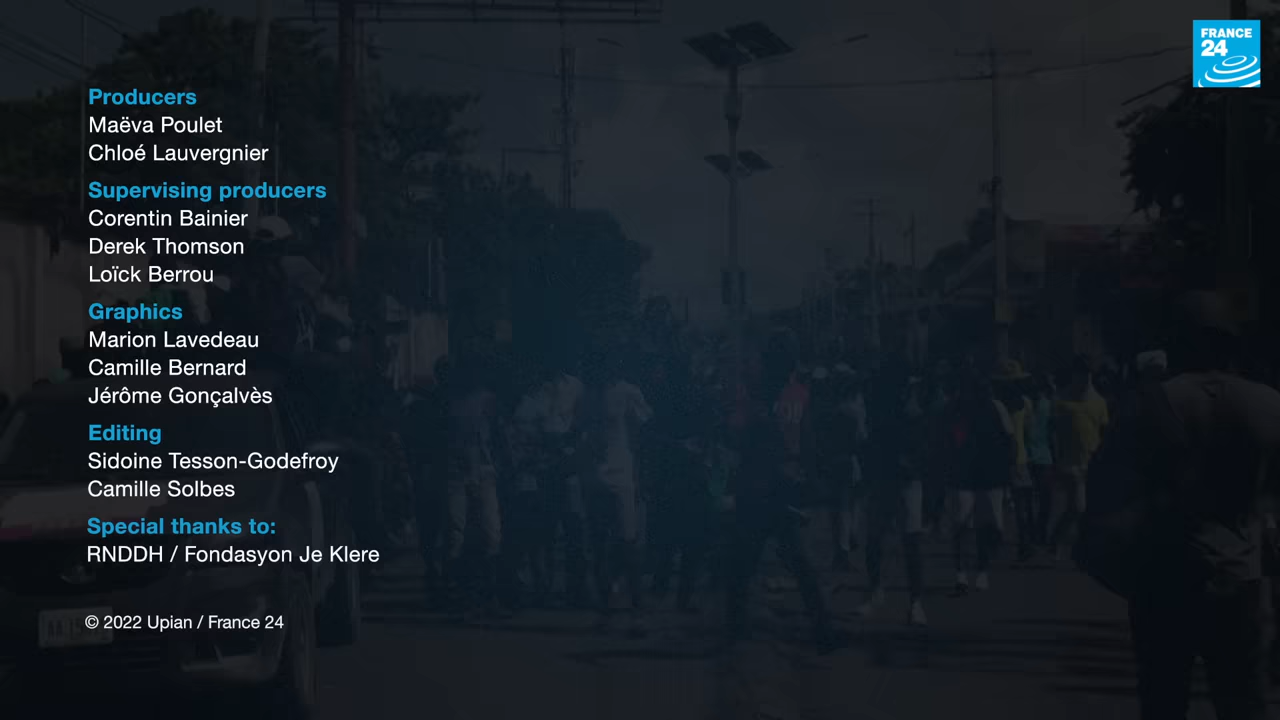 FRANCE
24
Producers
Maëva Poulet
Chloé Lauvergnier
Supervising producers
Corentin Bainier
Derek Thomson
Loïck Berrou
Graphics
Marion Lavedeau
Camille Bernard
Jérôme Gonçalvès
Editing
Sidoine Tesson-Godefroy
Camille Solbes
Special thanks to:
RNDDH / Fondasyon Je Klere
© 2022 Upian / France 24